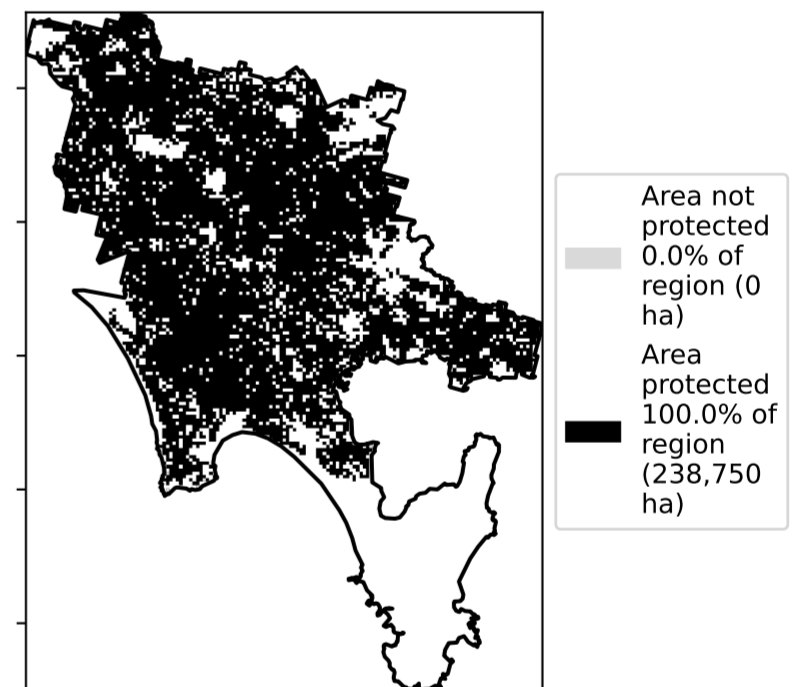 Area not
protected
0.0% of
region (0
ha)
Area
protected
100.0% of
region
(238,750
ha)